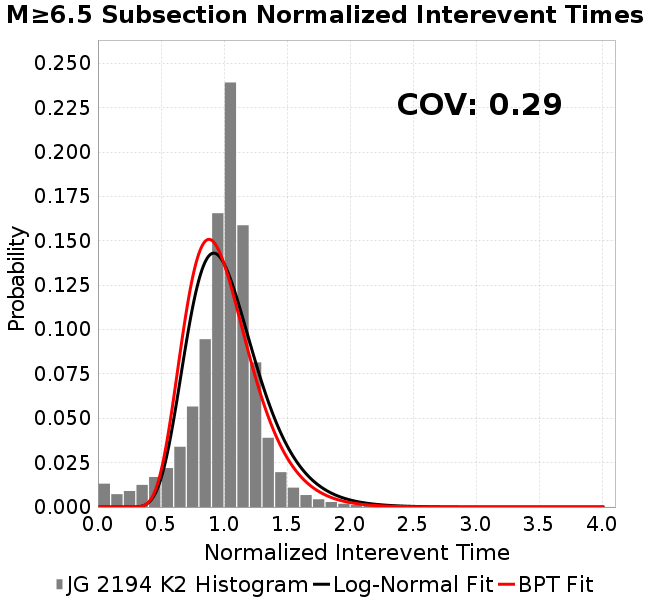 M≥6.5 Subsection Normalized Interevent Times
COV: 0.29
Probability
0.250
0.225
0.200
0.175
0.150
0.125
0.100
0.075
0.050
0.025
0.000
0.0 0.5 1.0 1.5 2.0 2.5 3.0 3.5 4.0
Normalized Interevent Time
JG 2194 K2 Histogram Log-Normal Fit BPT Fit